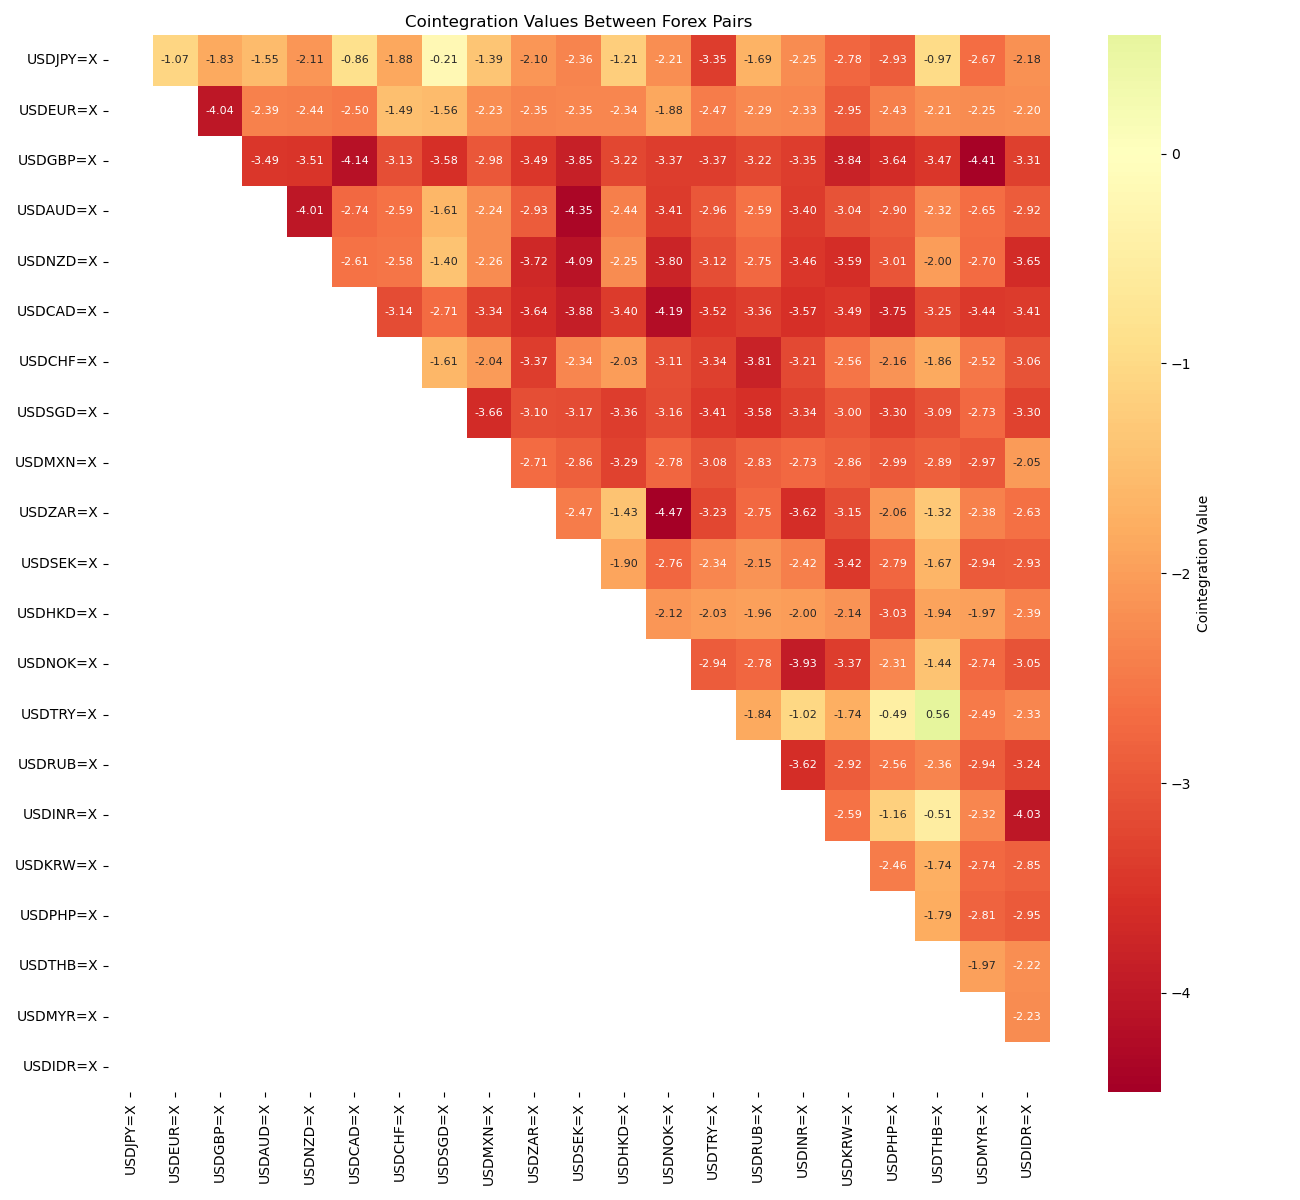 Cointegration Values Between Forex Pairs
USDJPY=X -1.07 -1.83 -1.55 -2.11 -0.86 -1.88 -0.21 -1.39 -2.10 -2.36 -1.21 -2.21 -3.35 -1.69 -2.25 -2.78 -2.93 -0.97 -2.67 -2.18
USDEUR=X -4.04 -2.39 -2.44 -2.50 -1.49 -1.56 -2.23 -2.35 -2.35 -2.34 -1.88 -2.47 -2.29 -2.33 -2.95 -2.43 -2.21 -2.25 -2.20
USDGBP=X -3.49 -3.51 -4.14 -3.13 -3.58 -2.98 -3.49 -3.85 -3.22 -3.37 -3.37 -3.22 -3.35 -3.84 -3.64 -3.47 -4.41 -3.31
USDAUD=X -4.01 -2.74 -2.59 -1.61 -2.24 -2.93 -4.35 -2.44 -3.41 -2.96 -2.59 -3.40 -3.04 -2.90 -2.32 -2.65 -2.92
USDNZD=X -2.61 -2.58 -1.40 -2.26 -3.72 -4.09 -2.25 -3.80 -3.12 -2.75 -3.46 -3.59 -3.01 -2.00 -2.70 -3.65
USDCAD=X -3.14 -2.71 -3.34 -3.64 -3.88 -3.40 -4.19 -3.52 -3.36 -3.57 -3.49 -3.75 -3.25 -3.44 -3.41
USDCHF=X -1.61 -2.04 -3.37 -2.34 -2.03 -3.11 -3.34 -3.81 -3.21 -2.56 -2.16 -1.86 -2.52 -3.06
USDSGD=X -3.66 -3.10 -3.17 -3.36 -3.16 -3.41 -3.58 -3.34 -3.00 -3.30 -3.09 -2.73 -3.30
USDMXN=X -2.71 -2.86 -3.29 -2.78 -3.08 -2.83 -2.73 -2.86 -2.99 -2.89 -2.97 -2.05
USDZAR=X -2.47 -1.43 -4.47 -3.23 -2.75 -3.62 -3.15 -2.06 -1.32 -2.38 -2.63
USDSEK=X -1.90 -2.76 -2.34 -2.15 -2.42 -3.42 -2.79 -1.67 -2.94 -2.93
USDHKD=X -2.12 -2.03 -1.96 -2.00 -2.14 -3.03 -1.94 -1.97 -2.39
USDNOK=X -2.94 -2.78 -3.93 -3.37 -2.31 -1.44 -2.74 -3.05
USDTRY=X -1.84 -1.02 -1.74 -0.49 0.56 -2.49 -2.33
USDRUB=X -3.62 -2.92 -2.56 -2.36 -2.94 -3.24
USDINR=X -2.59 -1.16 -0.51 -2.32 -4.03
USDKRW=X -2.46 -1.74 -2.74 -2.85
USDPHP=X -1.79 -2.81 -2.95
USDTHB=X -1.97 -2.22
USDMYR=X -2.23
USDIDR=X
USDJPY=X USDEUR=X USDGBP=X USDAUD=X USDNZD=X USDCAD=X USDCHF=X USDSGD=X USDMXN=X USDZAR=X USDSEK=X USDHKD=X USDNOK=X USDTRY=X USDRUB=X USDINR=X USDKRW=X USDPHP=X USDTHB=X USDMYR=X USDIDR=X
0
−1
−2
−3
−4
Cointegration Value